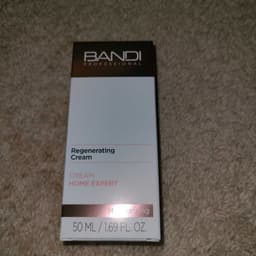 BANDI
PROFESSIONAL
Regenerating
Cream
CREAM
HOME EXPERT
50 ML / 1.69 FL. OZ.